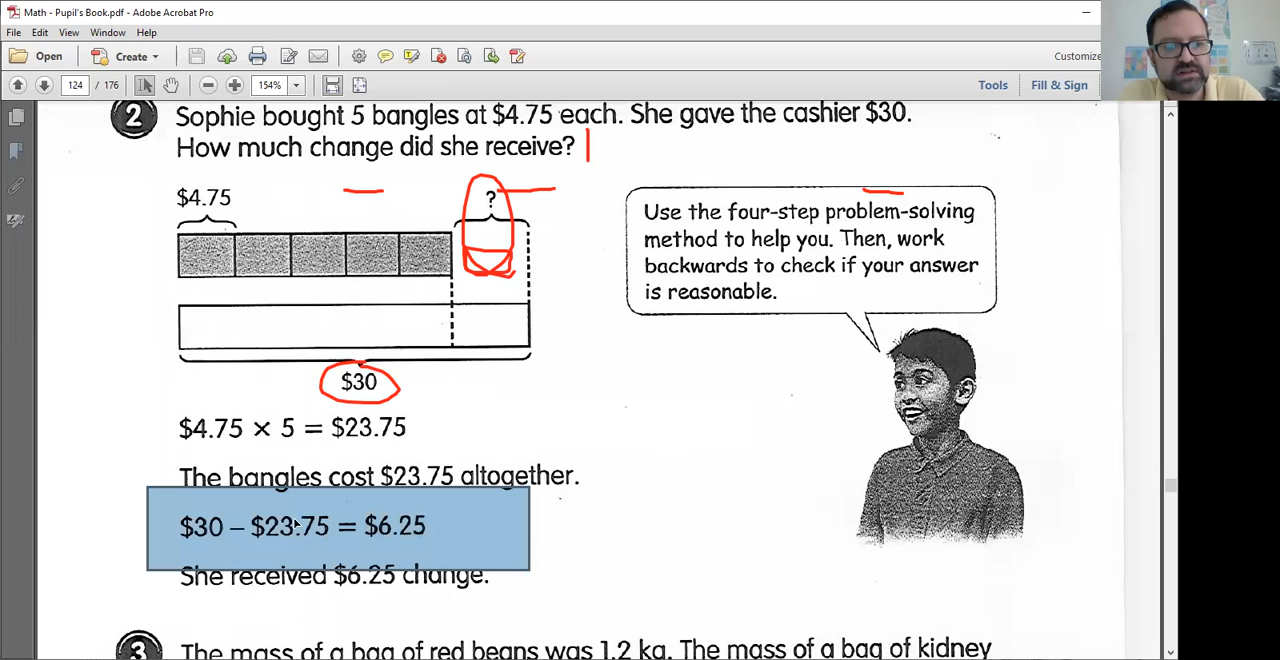 Math - Pupil's Book.pdf - Adobe Acrobat Pro
File Edit View Window Help
Open Create Customize
124 / 176 154% Tools Fill & Sign
2 Sophie bought 5 bangles at $4.75 each. She gave the cashier $30.
How much change did she receive?
$4.75 ?
Use the four-step problem-solving
method to help you. Then, work
backwards to check if your answer
is reasonable.
$30
$4.75 × 5 = $23.75
The bangles cost $23.75 altogether.
$30 – $23.75 = $6.25
She received $6.25 change.
3 The mass of a bag of red beans was 1.2 kg. The mass of a bag of kidney